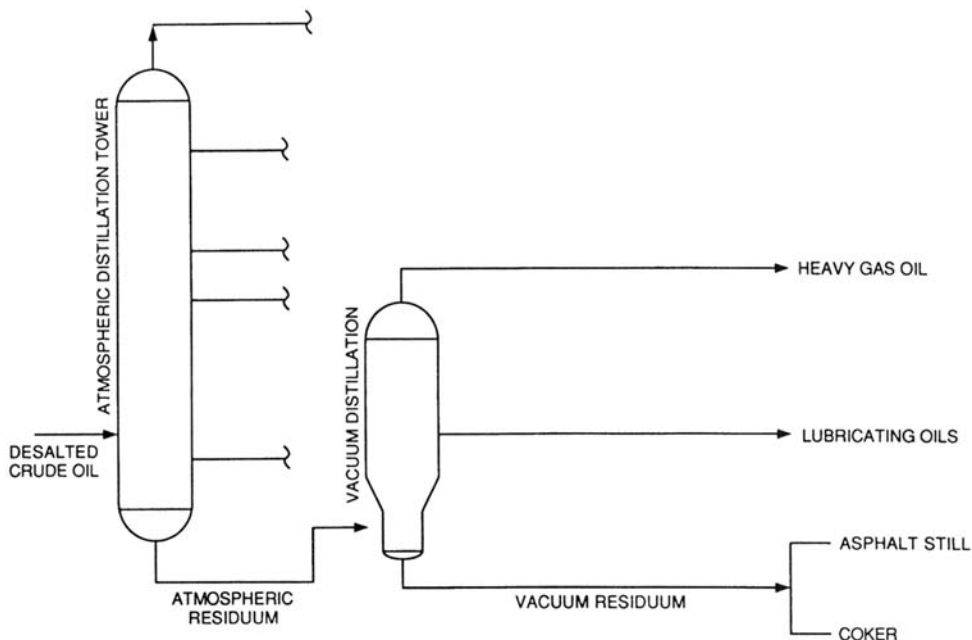 ATMOSPHERIC DISTILLATION TOWER
DESALTED
CRUDE OIL
ATMOSPHERIC
RESIDUUM
VACUUM DISTILLATION
HEAVY GAS OIL
LUBRICATING OILS
VACUUM RESIDUUM
ASPHALT STILL
COKER